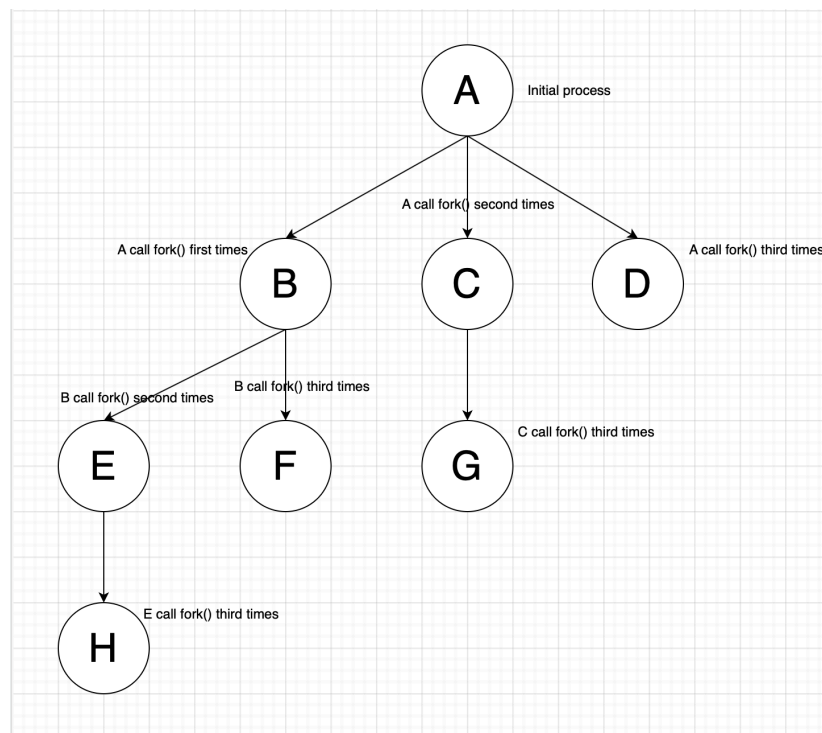 A
Initial process
A call fork() second times
A call fork() first times
A call fork() third times
B
C
D
B call fork() third times
B call fork() second times
C call fork() third times
E
F
G
E call fork() third times
H